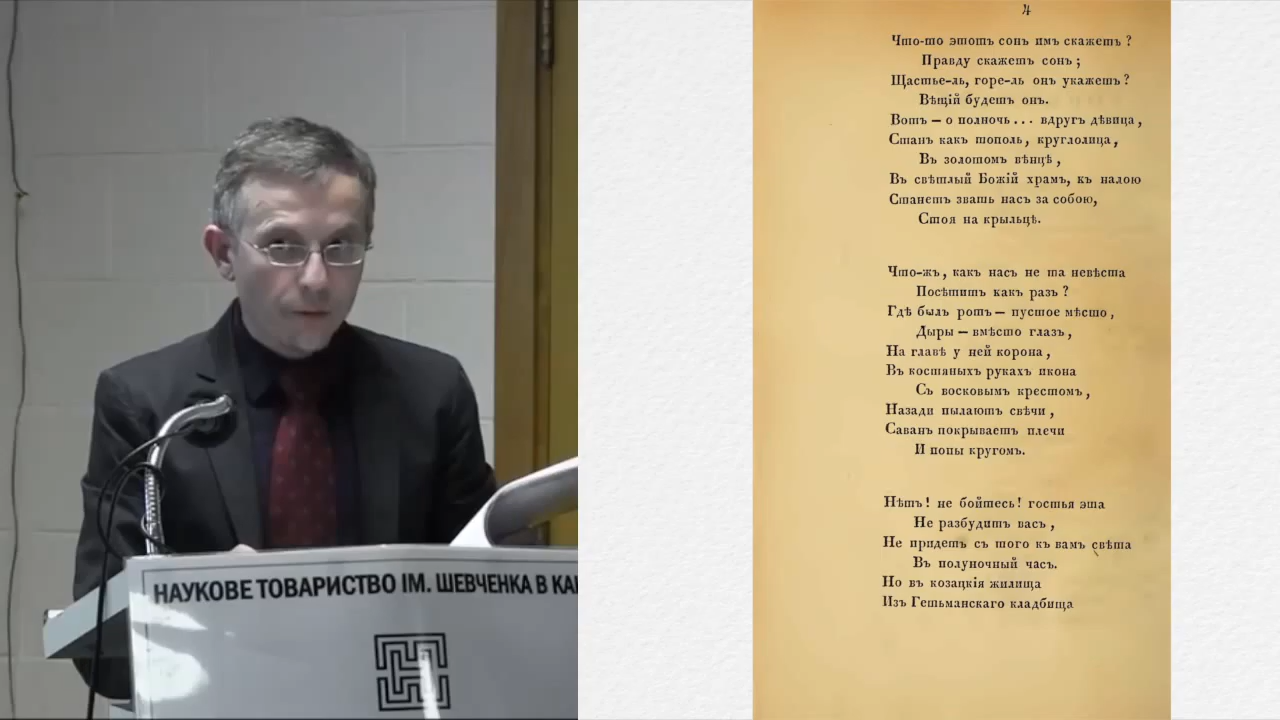 НАУКОВЕ ТОВАРИСТВО ІМ. ШЕВЧЕНКА В КА
4
Что-то этотъ сонъ имъ скажетъ?
Правду скажетъ сонъ;
Щастье-ль, горе-ль онъ укажетъ?
Вѣщій будетъ онъ.
Вотъ — о полночь... вдругъ дѣвица,
Станъ какъ тополь, круглолица,
Въ золотомъ вѣнцѣ,
Въ свѣтлый Божій храмъ, къ налою
Станетъ звать насъ за собою,
Стоя на крыльцѣ.
Что-жъ, какъ насъ не та невѣста
Посѣтитъ какъ разъ?
Гдѣ былъ ротъ — пустое мѣсто,
Дыры — вмѣсто глазъ,
На главѣ у ней корона,
Въ костяныхъ рукахъ икона
Съ восковымъ крестомъ,
Назади пылаютъ свѣчи,
Саванъ покрываетъ плечи
И попы кругомъ.
Нѣтъ! не бойтесь! гостья эта
Не разбудитъ васъ,
Не придетъ съ того къ вамъ свѣта
Въ полуночный часъ.
Но въ козацкія жилища
Изъ Гетьманскаго кладбища